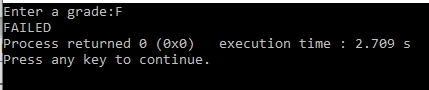 Enter a grade:F
FAILED
Process returned 0 (0x0)   execution time : 2.709 s
Press any key to continue.